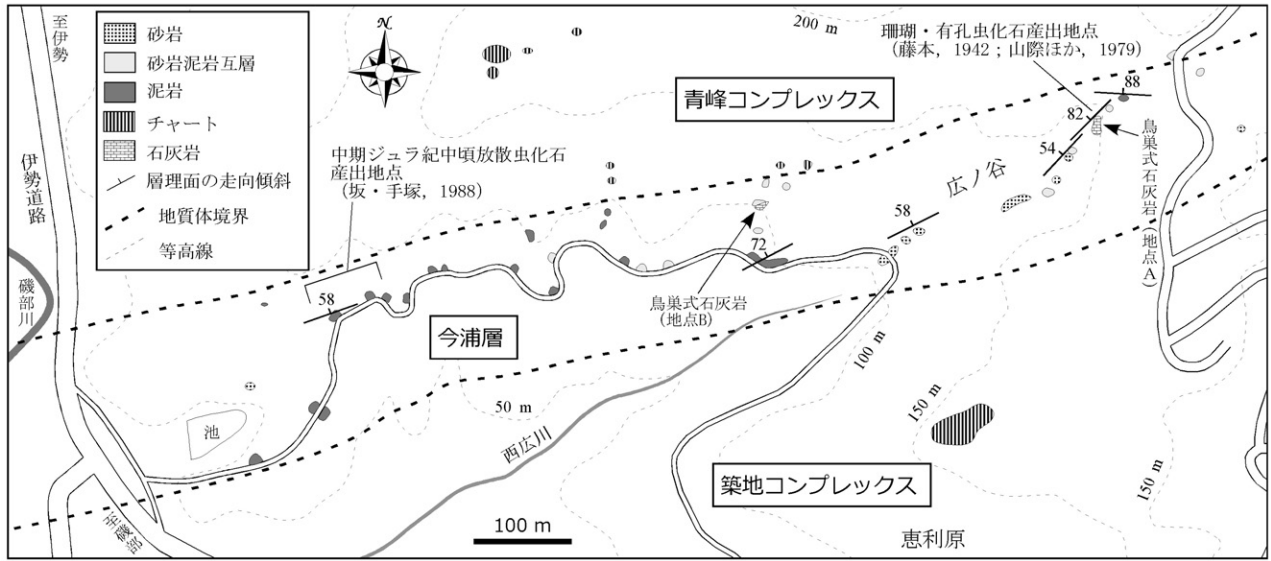 砂岩
砂岩泥岩互層
泥岩
チャート
石灰岩
層理面の走向傾斜
地質体境界
等高線
至伊勢
伊勢道路
磯部川
N
200 m
珊瑚・有孔虫化石産出地点
(藤本, 1942 ; 山際ほか, 1979)
青峰コンプレックス
88
82
54
鳥巣式石灰岩(地点A)
中期ジュラ紀中頃放散虫化石
産出地点
(坂・手塚, 1988)
広ノ谷
58
72
58
鳥巣式石灰岩
(地点B)
今浦層
100 m
50 m
150 m
150 m
池
西広川
築地コンプレックス
至磯部
100 m
恵利原